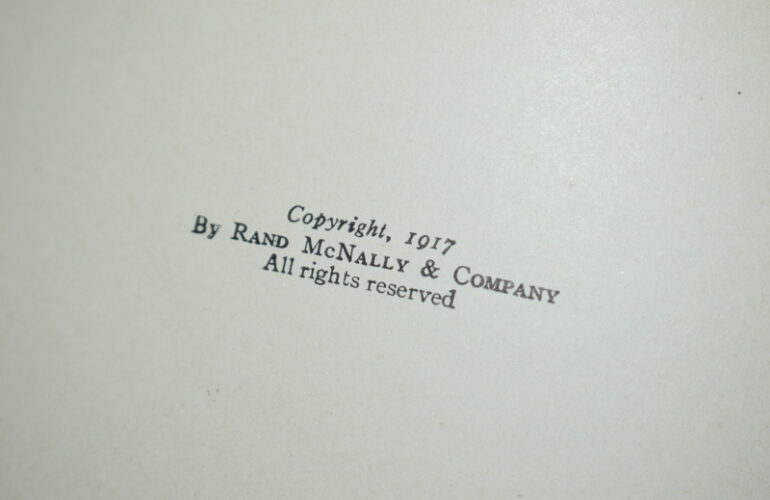 Copyright, 1917
By RAND MCNALLY & COMPANY
All rights reserved